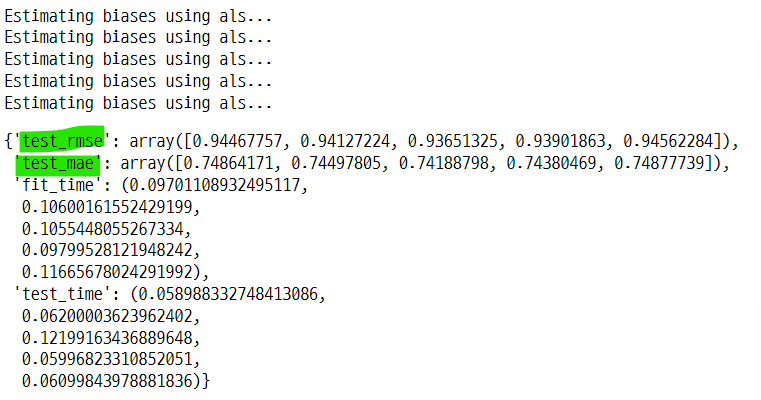 Estimating biases using als...
Estimating biases using als...
Estimating biases using als...
Estimating biases using als...
Estimating biases using als...
{'test_rmse': array([0.94467757, 0.94127224, 0.93651325, 0.93901863, 0.94562284]),
'test_mae': array([0.74864171, 0.74497805, 0.74188798, 0.74380469, 0.74877739]),
'fit_time': (0.09701108932495117,
0.10600161552429199,
0.1055448055267334,
0.09799528121948242,
0.11665678024291992),
'test_time': (0.058988332748413086,
0.06200003623962402,
0.12199163436889648,
0.05996823310852051,
0.06099843978881836)}